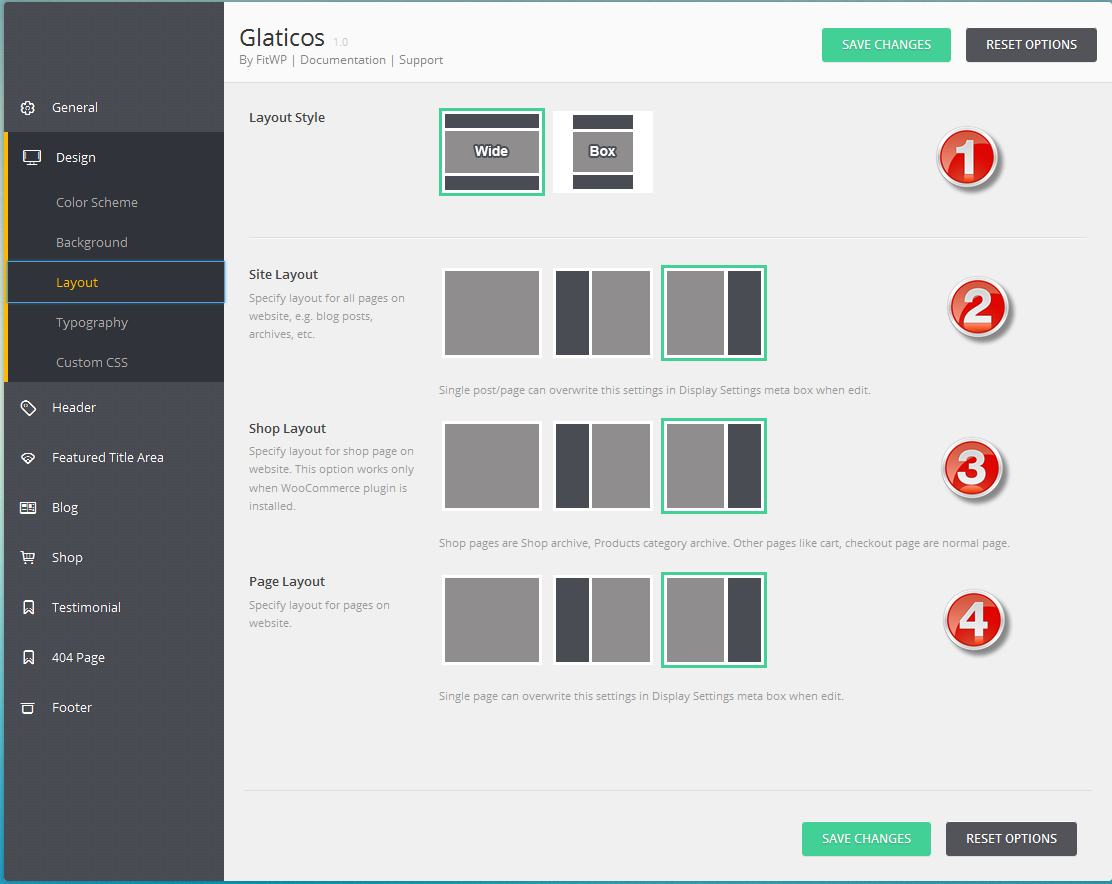 Glaticos 1.0
By FitWP | Documentation | Support
SAVE CHANGES
RESET OPTIONS
General
Design
Color Scheme
Background
Layout
Typography
Custom CSS
Header
Featured Title Area
Blog
Shop
Testimonial
404 Page
Footer
Layout Style
Wide
Box
1
Site Layout
Specify layout for all pages on
website, e.g. blog posts,
archives, etc.
2
Single post/page can overwrite this settings in Display Settings meta box when edit.
Shop Layout
Specify layout for shop page on
website. This option works only
when WooCommerce plugin is
installed.
3
Shop pages are Shop archive, Products category archive. Other pages like cart, checkout page are normal page.
Page Layout
Specify layout for pages on
website.
4
Single page can overwrite this settings in Display Settings meta box when edit.
SAVE CHANGES
RESET OPTIONS